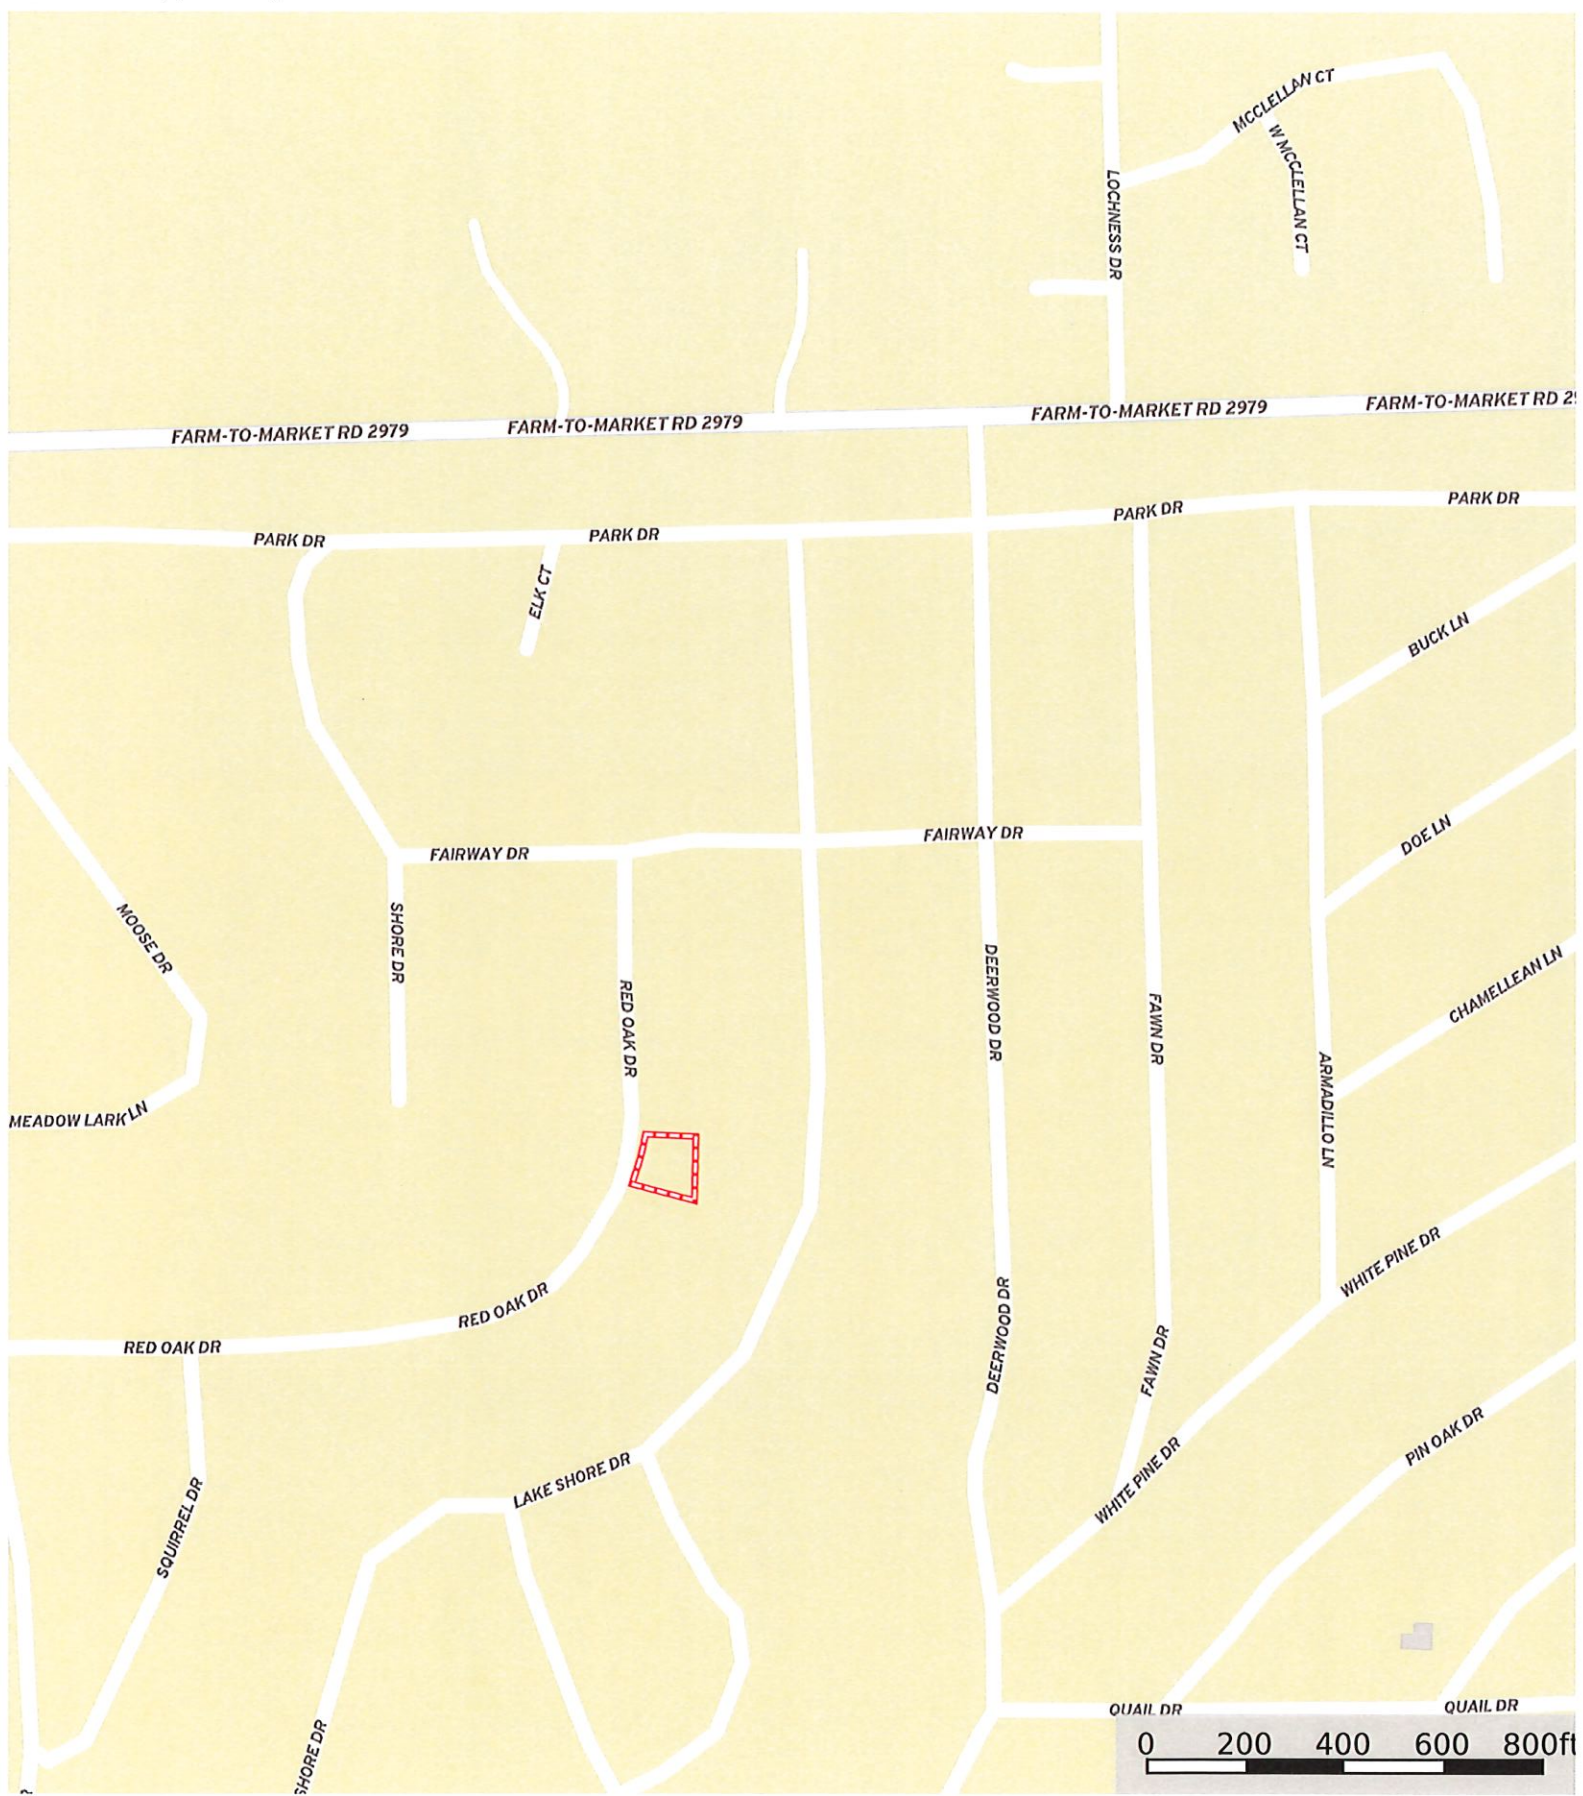 MCCLELLAN CT
W MCCLELLAN CT
LOCHNESS DR
FARM-TO-MARKET RD 2979
FARM-TO-MARKET RD 2979
FARM-TO-MARKET RD 2979
FARM-TO-MARKET RD 2
PARK DR
PARK DR
PARK DR
PARK DR
ELK CT
BUCK LN
FAIRWAY DR
FAIRWAY DR
DOE LN
MOOSE DR
SHORE DR
RED OAK DR
DEERWOOD DR
FAWN DR
CHAMELLEAN LN
ARMADILLO LN
MEADOW LARK LN
WHITE PINE DR
RED OAK DR
RED OAK DR
DEERWOOD DR
FAWN DR
PIN OAK DR
LAKE SHORE DR
WHITE PINE DR
SQUIRREL DR
SHORE DR
QUAIL DR
QUAIL DR
0 200 400 600 800ft